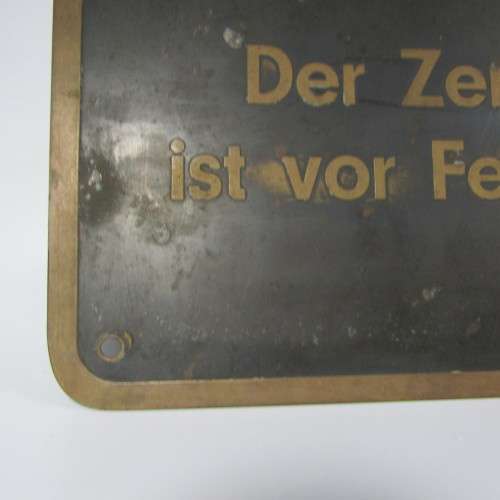 Der Zer
ist vor Fe